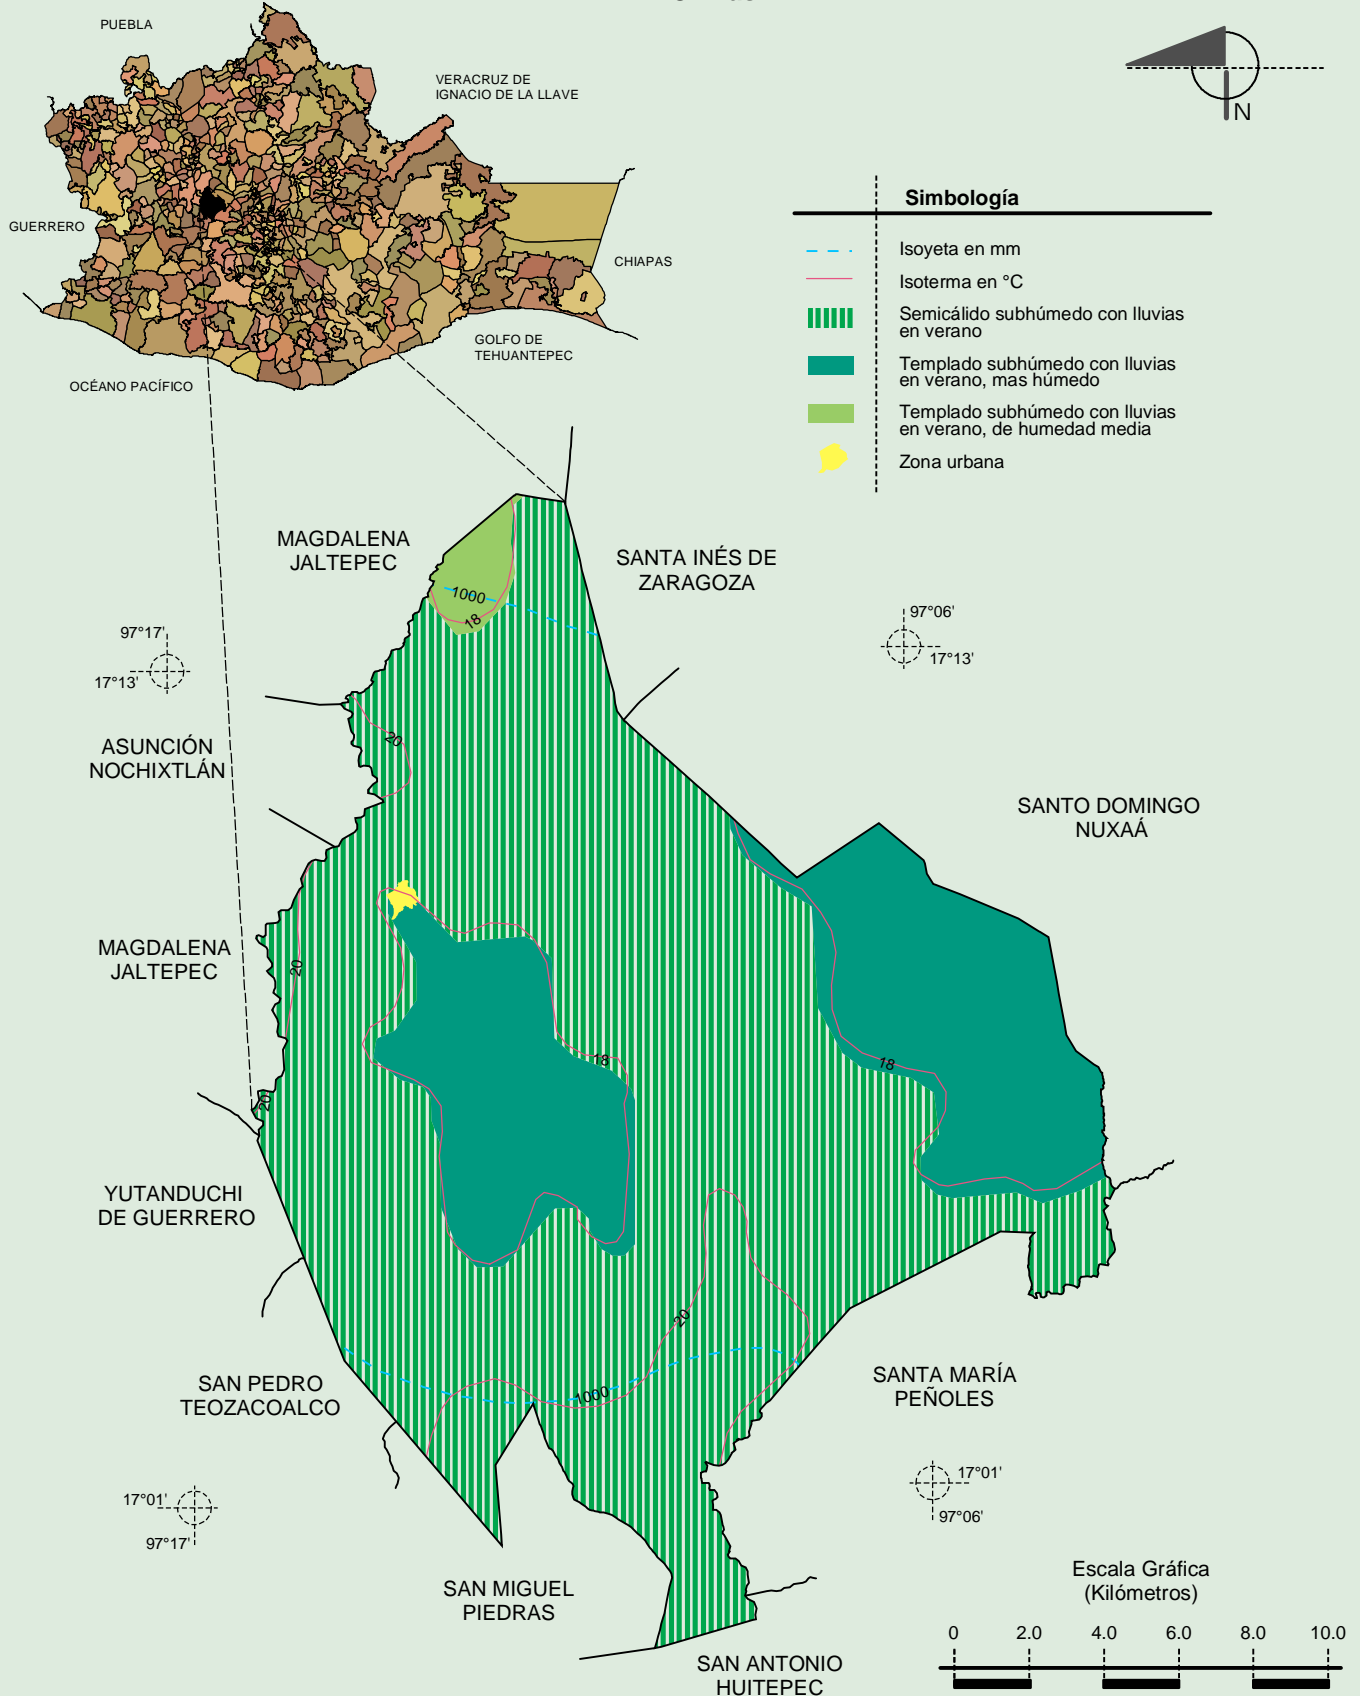 PUEBLA
VERACRUZ DE
IGNACIO DE LA LLAVE
GUERRERO
CHIAPAS
GOLFO DE
TEHUANTEPEC
OCÉANO PACÍFICO
N
Simbología
Isoyeta en mm
Isoterma en °C
Semicálido subhúmedo con lluvias
en verano
Templado subhúmedo con lluvias
en verano, mas húmedo
Templado subhúmedo con lluvias
en verano, de humedad media
Zona urbana
MAGDALENA
JALTEPEC
SANTA INÉS DE
ZARAGOZA
1000
18
97°17'
17°13'
97°06'
17°13'
20
ASUNCIÓN
NOCHIXTLÁN
SANTO DOMINGO
NUXAÁ
MAGDALENA
JALTEPEC
20
18
18
20
YUTANDUCHI
DE GUERRERO
20
SAN PEDRO
TEOZACOALCO
1000
SANTA MARÍA
PEÑOLES
17°01'
97°17'
17°01'
97°06'
SAN MIGUEL
PIEDRAS
SAN ANTONIO
HUITEPEC
Escala Gráfica
(Kilómetros)
0 2.0 4.0 6.0 8.0 10.0